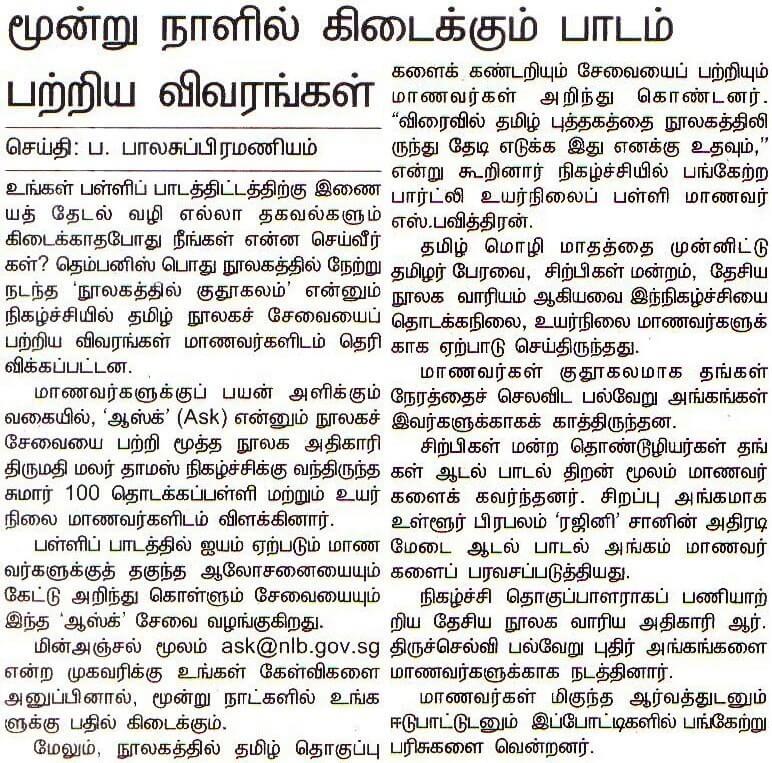 மூன்று நாளில் கிடைக்கும் பாடம்
பற்றிய விவரங்கள்
செய்தி: ப. பாலசுப்பிரமணியம்
உங்கள் பள்ளிப் பாடத்திட்டத்திற்கு இணை
யத் தேடல் வழி எல்லா தகவல்களும்
கிடைக்காதபோது நீங்கள் என்ன செய்வீர்
கள்? தெம்பனிஸ் பொது நூலகத்தில் நேற்று
நடந்த ‘நூலகத்தில் குதூகலம்’ என்னும்
நிகழ்ச்சியில் தமிழ் நூலகச் சேவையைப்
பற்றிய விவரங்கள் மாணவர்களிடம் தெரி
விக்கப்பட்டன.
மாணவர்களுக்குப் பயன் அளிக்கும்
வகையில், ‘ஆஸ்க்’ (Ask) என்னும் நூலகச்
சேவையை பற்றி மூத்த நூலக அதிகாரி
திருமதி மலர் தாமஸ் நிகழ்ச்சிக்கு வந்திருந்த
சுமார் 100 தொடக்கப்பள்ளி மற்றும் உயர்
நிலை மாணவர்களிடம் விளக்கினார்.
பள்ளிப் பாடத்தில் ஐயம் ஏற்படும் மாண
வர்களுக்குத் தகுந்த ஆலோசனையையும்
கேட்டு அறிந்து கொள்ளும் சேவையையும்
இந்த ‘ஆஸ்க்’ சேவை வழங்குகிறது.
மின்அஞ்சல் மூலம் ask@nlb.gov.sg
என்ற முகவரிக்கு உங்கள் கேள்விகளை
அனுப்பினால், மூன்று நாட்களில் உங்க
ளுக்கு பதில் கிடைக்கும்.
மேலும், நூலகத்தில் தமிழ் தொகுப்பு
களைக் கண்டறியும் சேவையைப் பற்றியும்
மாணவர்கள் அறிந்து கொண்டனர்.
“விரைவில் தமிழ் புத்தகத்தை நூலகத்திலி
ருந்து தேடி எடுக்க இது எனக்கு உதவும்,”
என்று கூறினார் நிகழ்ச்சியில் பங்கேற்ற
பார்ட்லி உயர்நிலைப் பள்ளி மாணவர்
எஸ்.பவித்திரன்.
தமிழ் மொழி மாதத்தை முன்னிட்டு
தமிழர் பேரவை, சிற்பிகள் மன்றம், தேசிய
நூலக வாரியம் ஆகியவை இந்நிகழ்ச்சியை
தொடக்கநிலை, உயர்நிலை மாணவர்களுக்
காக ஏற்பாடு செய்திருந்தது.
மாணவர்கள் குதூகலமாக தங்கள்
நேரத்தைச் செலவிட பல்வேறு அங்கங்கள்
இவர்களுக்காகக் காத்திருந்தன.
சிற்பிகள் மன்ற தொண்டூழியர்கள் தங்
கள் ஆடல் பாடல் திறன் மூலம் மாணவர்
களைக் கவர்ந்தனர். சிறப்பு அங்கமாக
உள்ளூர் பிரபலம் ‘ரஜினி’ சானின் அதிரடி
மேடை ஆடல் பாடல் அங்கம் மாணவர்
களைப் பரவசப்படுத்தியது.
நிகழ்ச்சி தொகுப்பாளராகப் பணியாற்
றிய தேசிய நூலக வாரிய அதிகாரி ஆர்.
திருச்செல்வி பல்வேறு புதிர் அங்கங்களை
மாணவர்களுக்காக நடத்தினார்.
மாணவர்கள் மிகுந்த ஆர்வத்துடனும்
ஈடுபாட்டுடனும் இப்போட்டிகளில் பங்கேற்று
பரிசுகளை வென்றனர்.